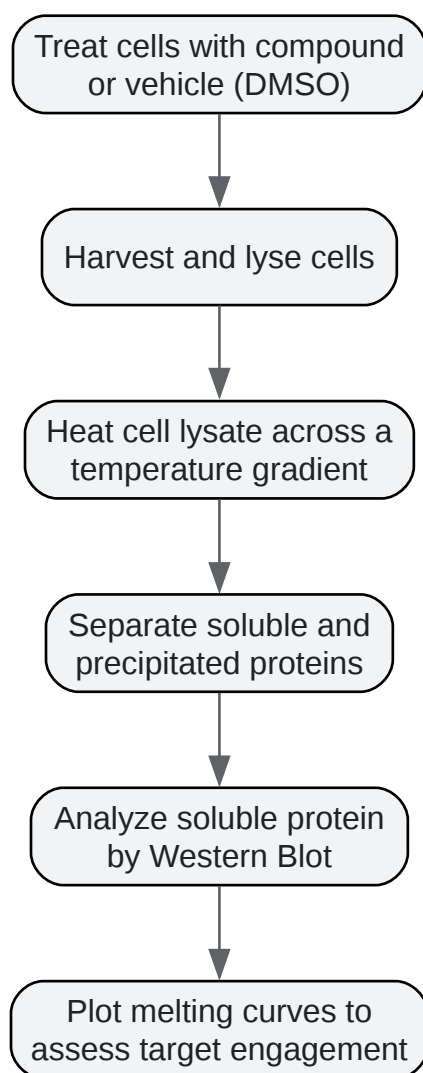 Treat cells with compound
or vehicle (DMSO)
Harvest and lyse cells
Heat cell lysate across a
temperature gradient
Separate soluble and
precipitated proteins
Analyze soluble protein
by Western Blot
Plot melting curves to
assess target engagement